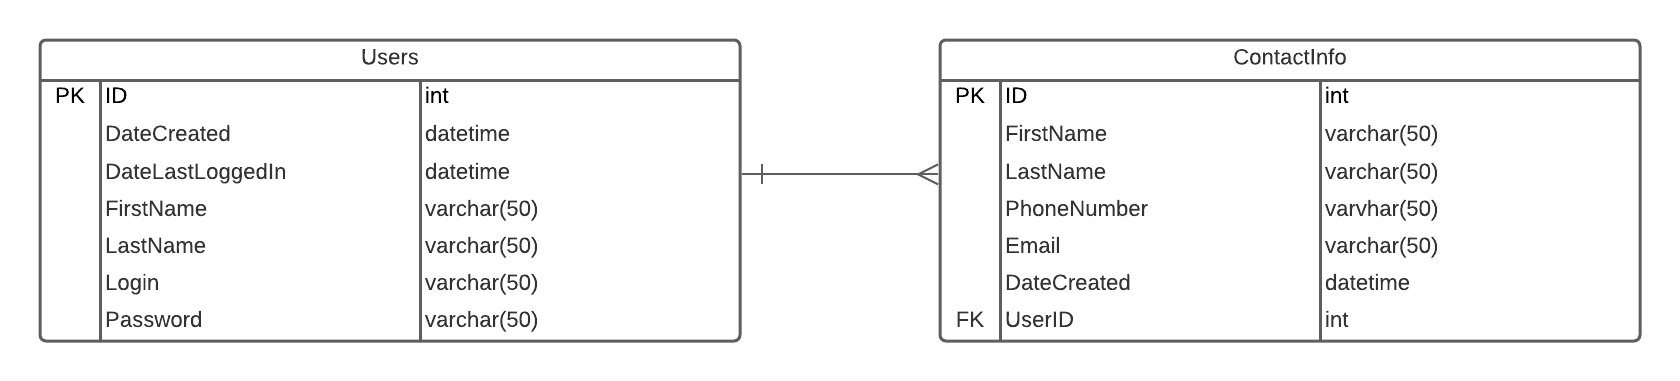 Users
PK ID int
DateCreated datetime
DateLastLoggedIn datetime
FirstName varchar(50)
LastName varchar(50)
Login varchar(50)
Password varchar(50)
ContactInfo
PK ID int
FirstName varchar(50)
LastName varchar(50)
PhoneNumber varvhar(50)
Email varchar(50)
DateCreated datetime
FK UserID int